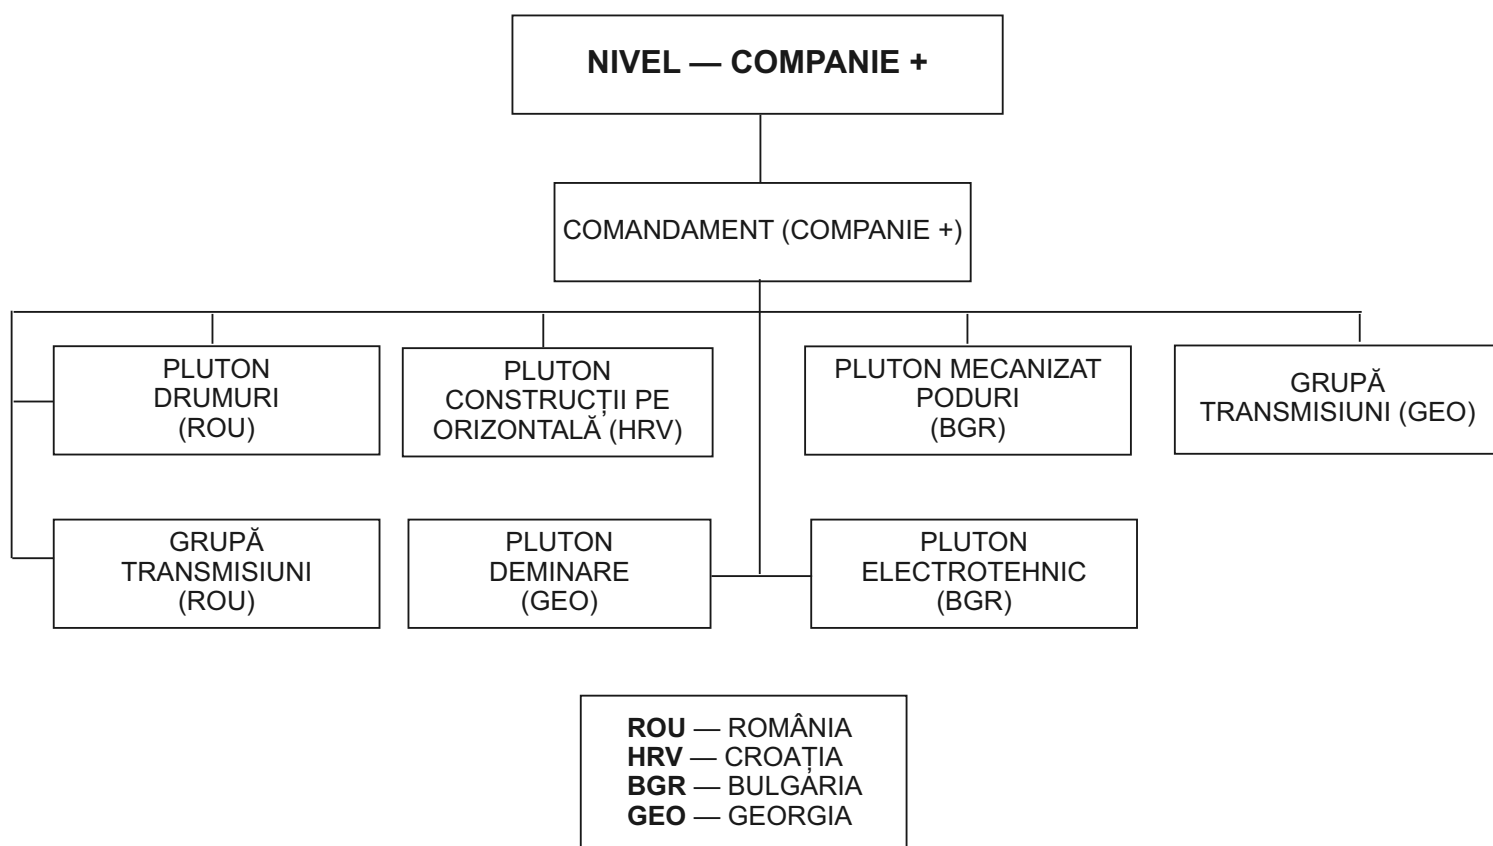 NIVEL — COMPANIE +
COMANDAMENT (COMPANIE +)
PLUTON
DRUMURI
(ROU)
PLUTON
CONSTRUCȚII PE
ORIZONTALĂ (HRV)
PLUTON MECANIZAT
PODURI
(BGR)
GRUPĂ
TRANSMISIUNI (GEO)
GRUPĂ
TRANSMISIUNI
(ROU)
PLUTON
DEMINARE
(GEO)
PLUTON
ELECTROTEHNIC
(BGR)
ROU — ROMÂNIA
HRV — CROAȚIA
BGR — BULGARIA
GEO — GEORGIA